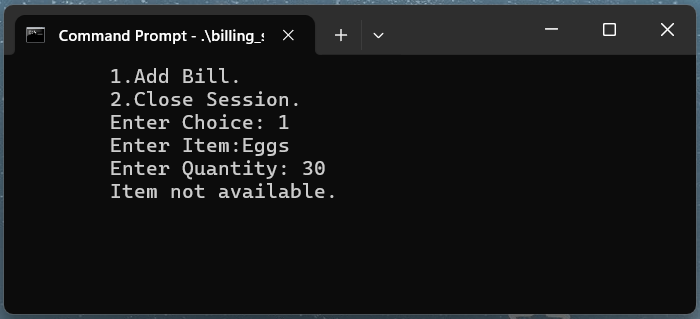 Command Prompt - .\billing_s
1.Add Bill.
2.Close Session.
Enter Choice: 1
Enter Item:Eggs
Enter Quantity: 30
Item not available.